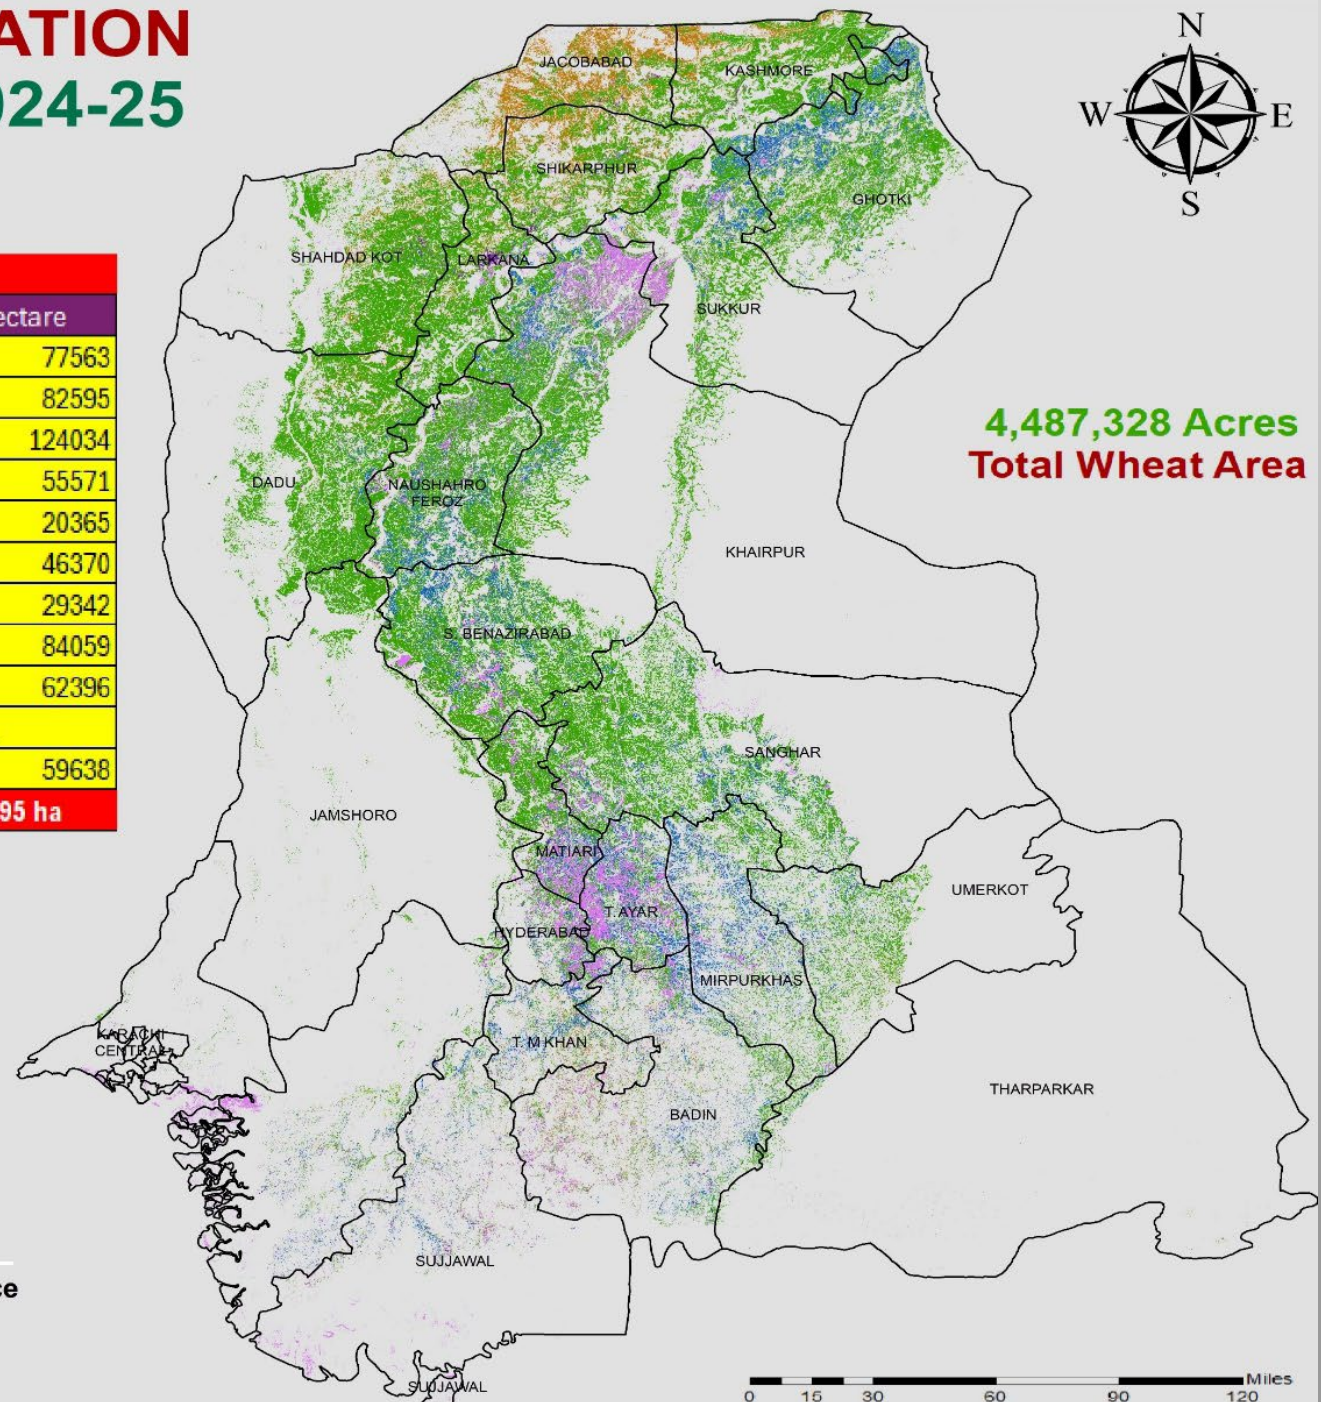 ATION
024-25
ectare
77563
82595
124034
55571
20365
46370
29342
84059
62396
59638
95 ha
N
W
E
S
JACOBABAD
KASHMORE
SHIKARPHUR
GHOTKI
SHAHDAD KOT
LARKANA
SUKKUR
4,487,328 Acres
Total Wheat Area
DADU
NAUSHAHRO
FEROZ
KHAIRPUR
S. BENAZIRABAD
SANGHAR
JAMSHORO
MATIARI
UMERKOT
T. AYAR
HYDERABAD
MIRPURKHAS
KARACHI
CENTRAL
T. M KHAN
THARPARKAR
BADIN
SUJJAWAL
ce
SUJJAWAL
Miles
0 15 30 60 90 120